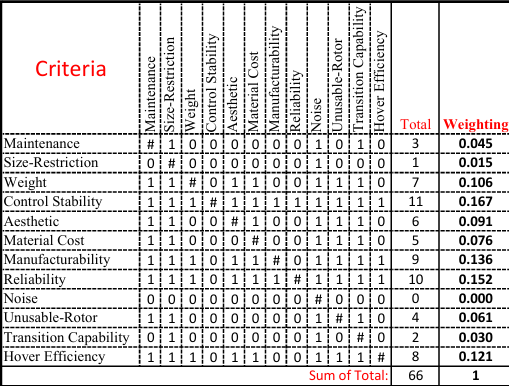 Criteria
Maintenance
Size-Restriction
Weight
Control Stability
Aesthetic
Material Cost
Manufacturability
Reliability
Noise
Unusable-Rotor
Transition Capability
Hover Efficiency
Total Weighting
Maintenance # 1 0 0 0 0 0 0 1 0 1 0 3 0.045
Size-Restriction 0 # 0 0 0 0 0 0 1 0 0 0 1 0.015
Weight 1 1 # 0 1 1 0 0 1 1 1 0 7 0.106
Control Stability 1 1 1 # 1 1 1 1 1 1 1 1 11 0.167
Aesthetic 1 1 0 0 # 1 0 0 1 1 1 0 6 0.091
Material Cost 1 1 0 0 0 # 0 0 1 1 1 0 5 0.076
Manufacturability 1 1 1 0 1 1 # 0 1 1 1 1 9 0.136
Reliability 1 1 1 0 1 1 1 # 1 1 1 1 10 0.152
Noise 0 0 0 0 0 0 0 0 # 0 0 0 0 0.000
Unusable-Rotor 1 1 0 0 0 0 0 0 1 # 1 0 4 0.061
Transition Capability 0 1 0 0 0 0 0 0 1 0 # 0 2 0.030
Hover Efficiency 1 1 1 0 1 1 0 0 1 1 1 # 8 0.121
Sum of Total: 66 1